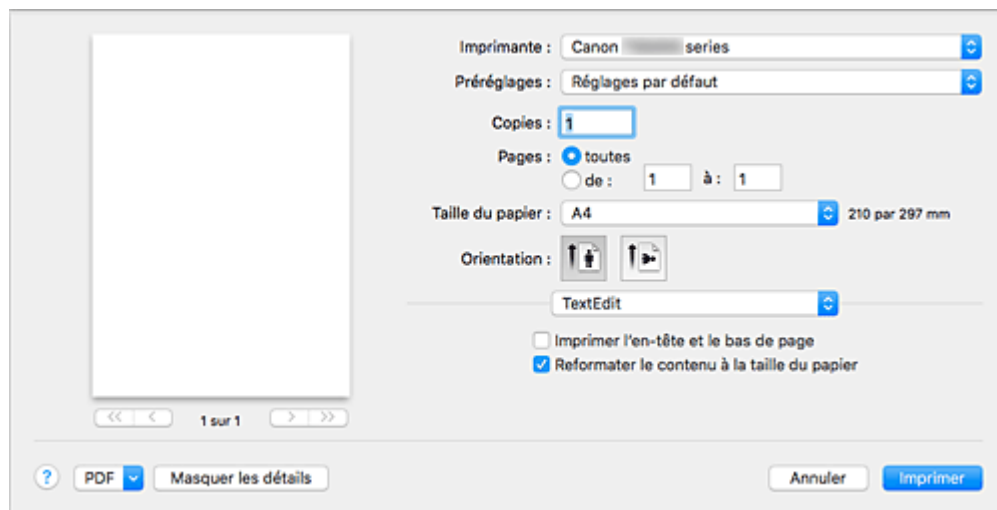 Imprimante : Canon series
Préréglages : Réglages par défaut
Copies : 1
Pages : toutes
de : 1 à : 1
Taille du papier : A4 210 par 297 mm
Orientation :
TextEdit
Imprimer l'en-tête et le bas de page
Reformater le contenu à la taille du papier
<< < 1 sur 1 > >>
? PDF Masquer les détails Annuler Imprimer